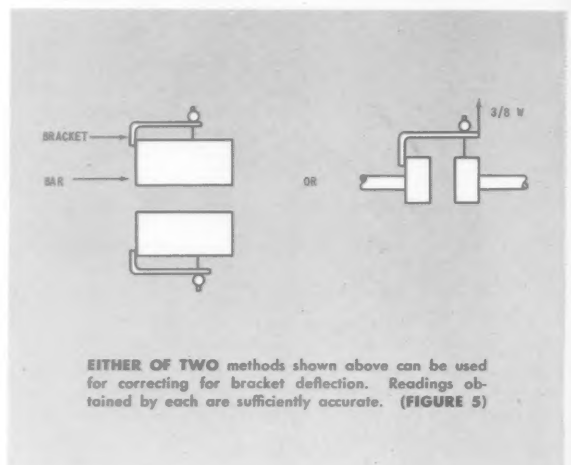 3/8 W
BRACKET
BAR
OR
EITHER OF TWO methods shown above can be used
for correcting for bracket deflection. Readings ob-
tained by each are sufficiently accurate. (FIGURE 5)